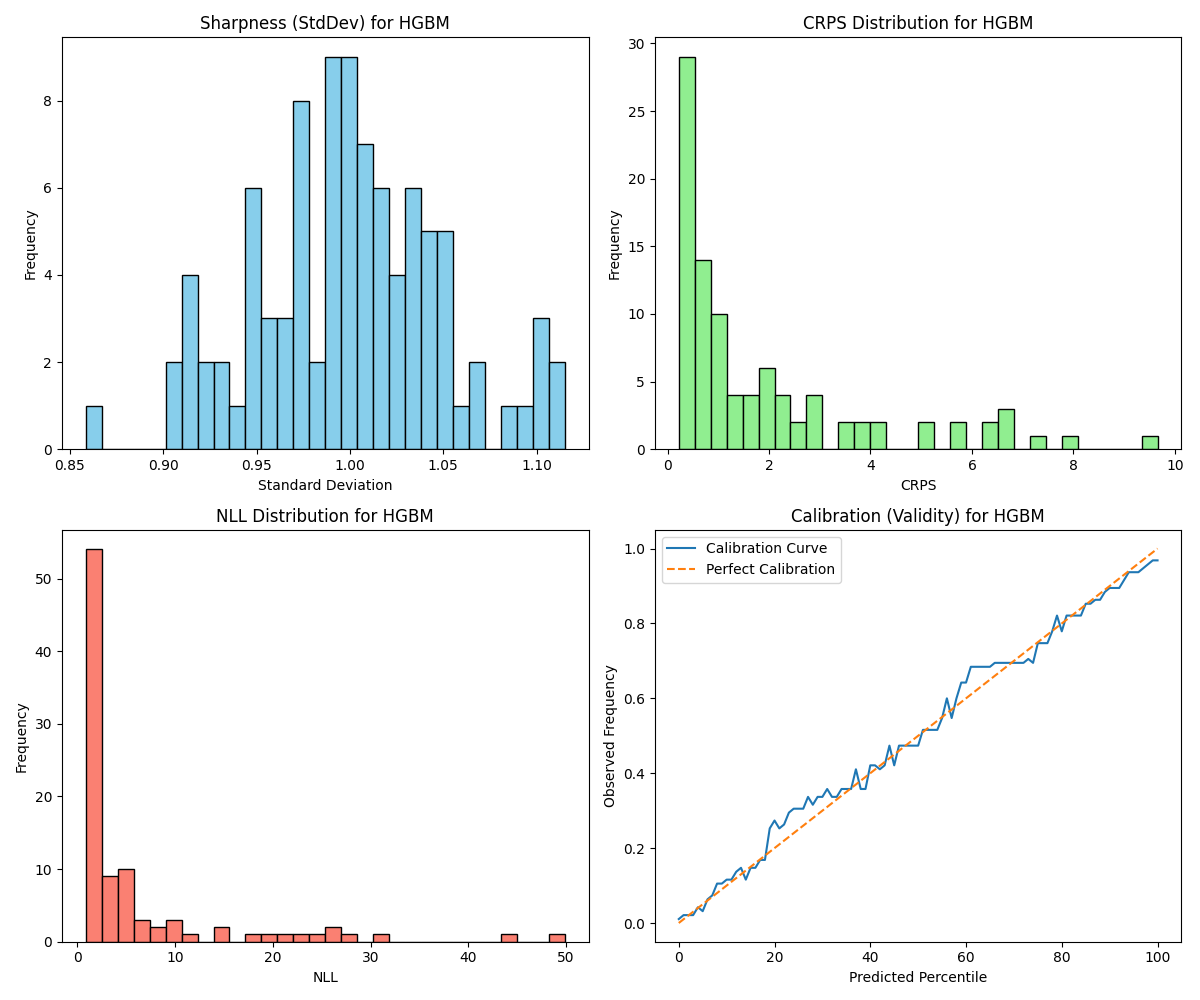 Sharpness (StdDev) for HGBM
Frequency
8
6
4
2
0
0.85 0.90 0.95 1.00 1.05 1.10
Standard Deviation
CRPS Distribution for HGBM
Frequency
30
25
20
15
10
5
0
0 2 4 6 8 10
CRPS
NLL Distribution for HGBM
Frequency
50
40
30
20
10
0
0 10 20 30 40 50
NLL
Calibration (Validity) for HGBM
Calibration Curve
Perfect Calibration
Observed Frequency
1.0
0.8
0.6
0.4
0.2
0.0
0 20 40 60 80 100
Predicted Percentile